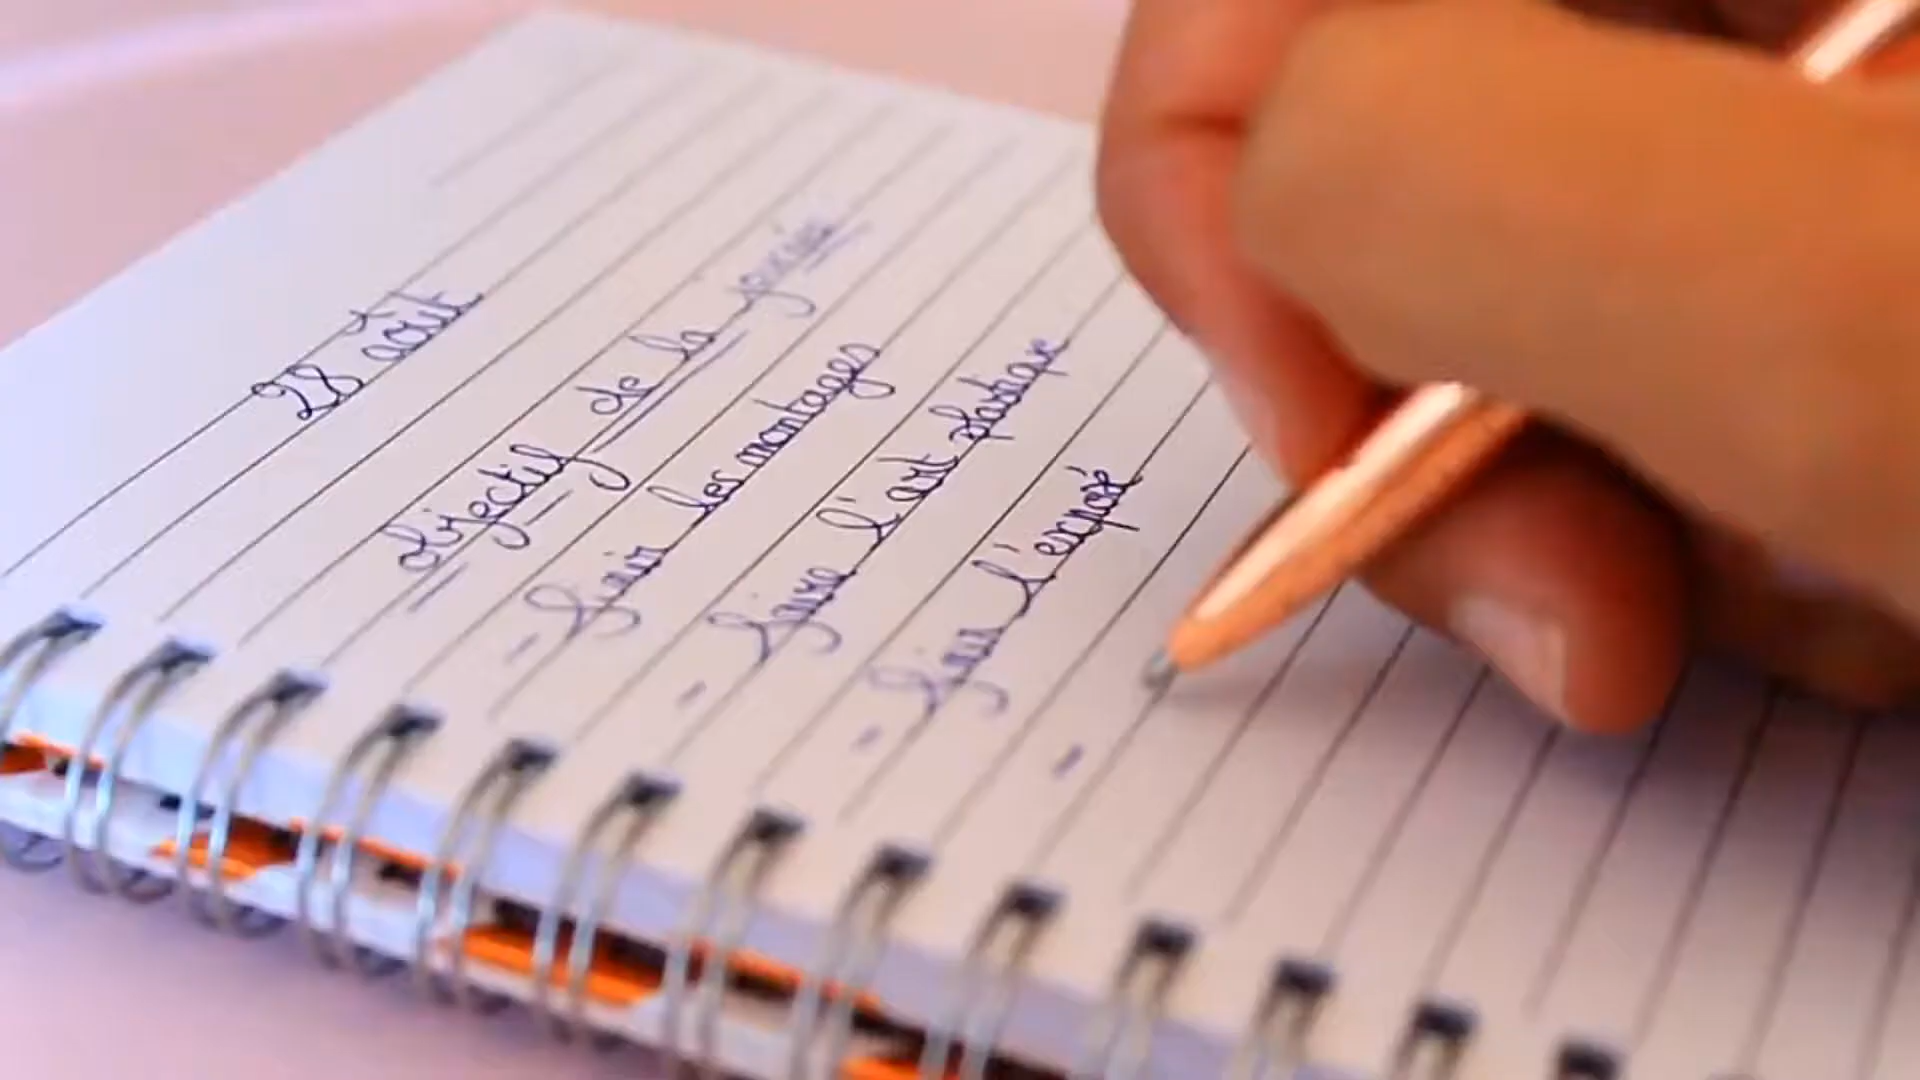 28 août
Objectif de la journée
- Finir les montages
- Faire l'art plastique
- Finir l'exposé
-